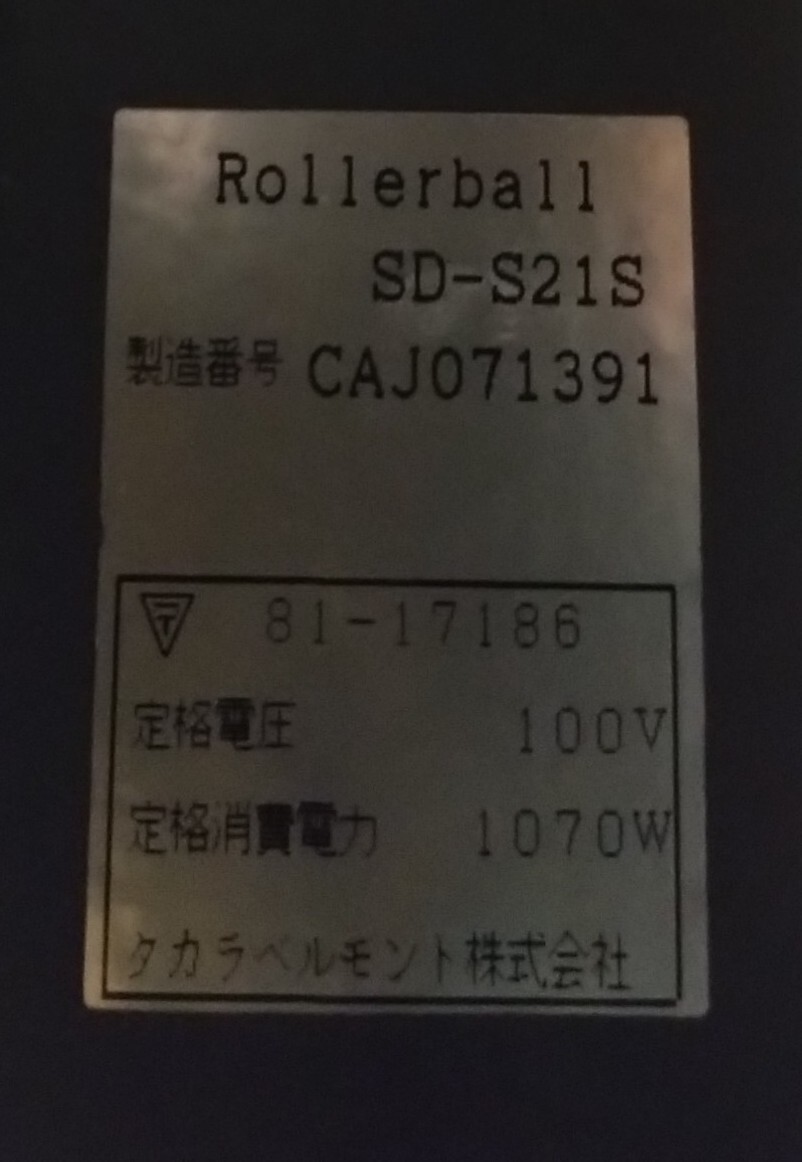 Rollerball
SD-S21S
製造番号 CAJ071391
81-17186
定格電圧 100V
定格消費電力 1070W
タカラベルモント株式会社